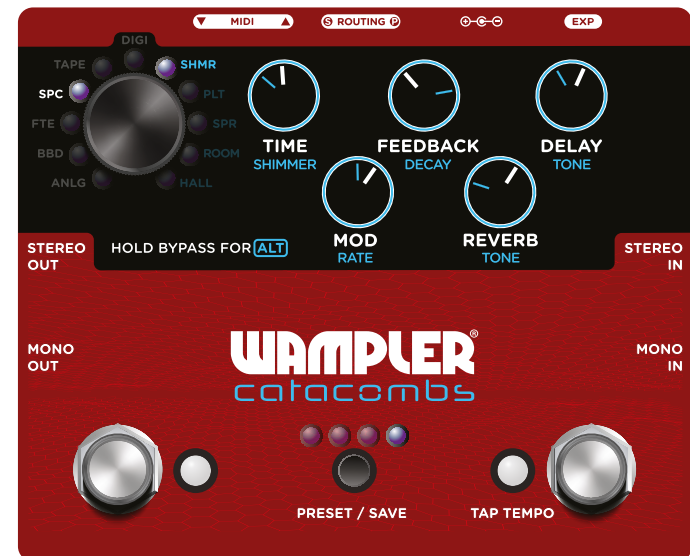 MIDI
S ROUTING P
EXP
DIGI
TAPE
SHMR
SPC
PLT
FTE
SPR
BBD
ROOM
ANLG
HALL
TIME
SHIMMER
FEEDBACK
DECAY
DELAY
TONE
MOD
RATE
REVERB
TONE
STEREO
OUT
HOLD BYPASS FOR ALT
STEREO
IN
MONO
OUT
MONO
IN
WAMPLER®
catacombs
PRESET / SAVE
TAP TEMPO